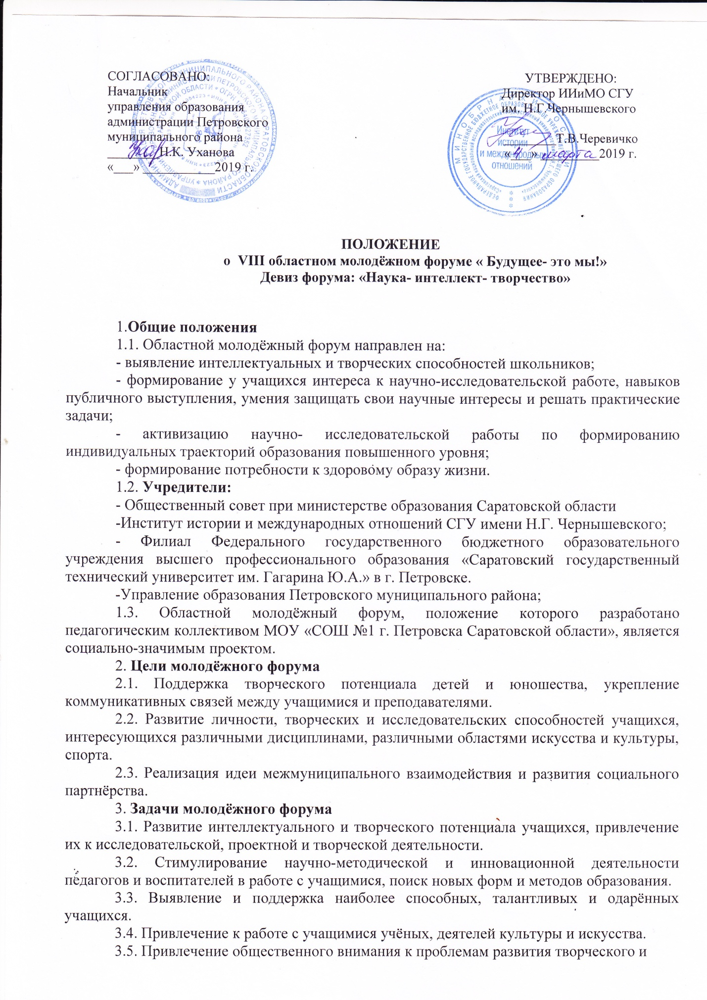 СОГЛАСОВАНО:
Начальник
управления образования
администрации Петровского
муниципального района
________Н.К. Уханова
«___» ___________2019 г.
УТВЕРЖДЕНО:
Директор ИИиМО СГУ
им. Н.Г.Чернышевского
________Т.В.Черевичко
«4» марта 2019 г.
Институт
истории
и международных
отношений
ПОЛОЖЕНИЕ
о VIII областном молодёжном форуме « Будущее- это мы!»
Девиз форума: «Наука- интеллект- творчество»
1.Общие положения
1.1. Областной молодёжный форум направлен на:
- выявление интеллектуальных и творческих способностей школьников;
- формирование у учащихся интереса к научно-исследовательской работе, навыков
публичного выступления, умения защищать свои научные интересы и решать практические
задачи;
- активизацию научно- исследовательской работы по формированию
индивидуальных траекторий образования повышенного уровня;
- формирование потребности к здоровому образу жизни.
1.2. Учредители:
- Общественный совет при министерстве образования Саратовской области
-Институт истории и международных отношений СГУ имени Н.Г. Чернышевского;
- Филиал Федерального государственного бюджетного образовательного
учреждения высшего профессионального образования «Саратовский государственный
технический университет им. Гагарина Ю.А.» в г. Петровске.
-Управление образования Петровского муниципального района;
1.3. Областной молодёжный форум, положение которого разработано
педагогическим коллективом МОУ «СОШ №1 г. Петровска Саратовской области», является
социально-значимым проектом.
2. Цели молодёжного форума
2.1. Поддержка творческого потенциала детей и юношества, укрепление
коммуникативных связей между учащимися и преподавателями.
2.2. Развитие личности, творческих и исследовательских способностей учащихся,
интересующихся различными дисциплинами, различными областями искусства и культуры,
спорта.
2.3. Реализация идеи межмуниципального взаимодействия и развития социального
партнёрства.
3. Задачи молодёжного форума
3.1. Развитие интеллектуального и творческого потенциала учащихся, привлечение
их к исследовательской, проектной и творческой деятельности.
3.2. Стимулирование научно-методической и инновационной деятельности
педагогов и воспитателей в работе с учащимися, поиск новых форм и методов образования.
3.3. Выявление и поддержка наиболее способных, талантливых и одарённых
учащихся.
3.4. Привлечение к работе с учащимися учёных, деятелей культуры и искусства.
3.5. Привлечение общественного внимания к проблемам развития творческого и